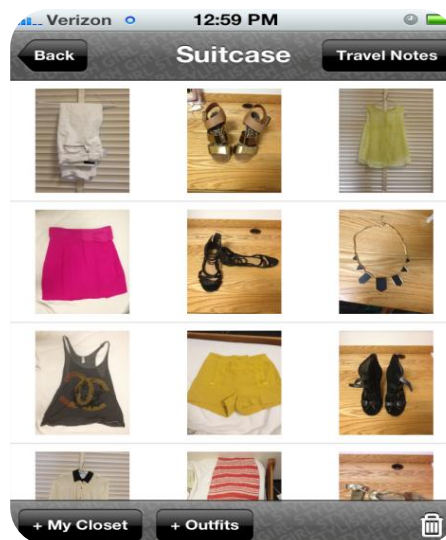 Verizon 12:59 PM
Back Suitcase Travel Notes
+ My Closet + Outfits